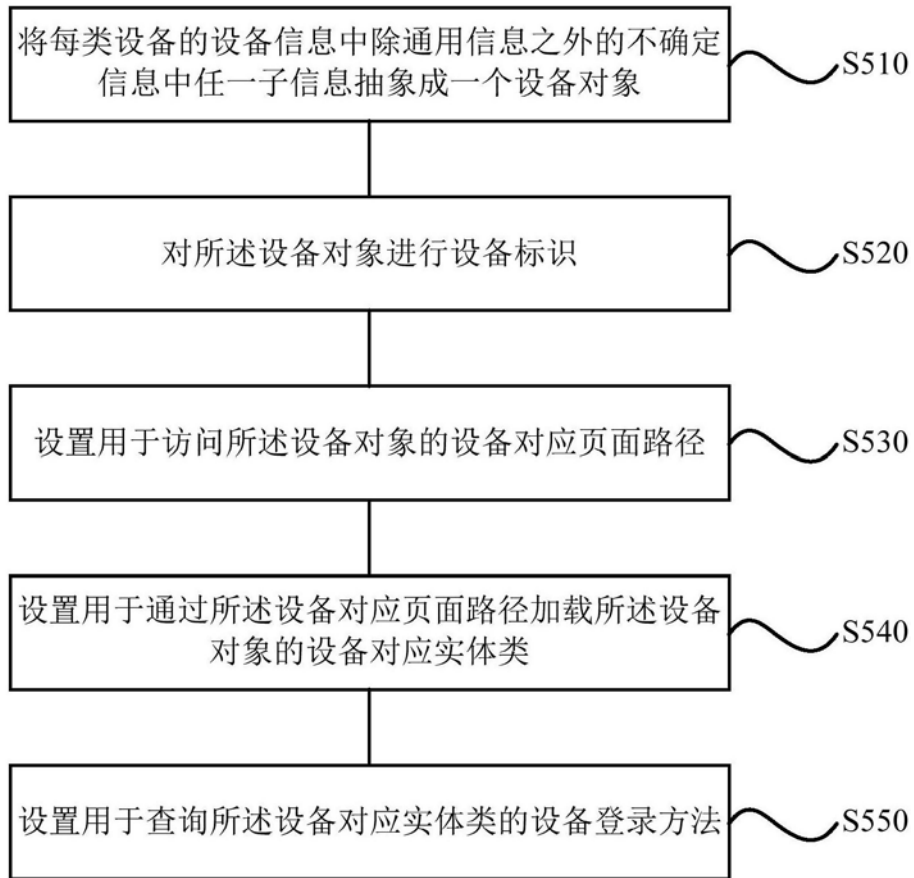 将每类设备的设备信息中除通用信息之外的不确定
信息中任一子信息抽象成一个设备对象
S510
对所述设备对象进行设备标识
S520
设置用于访问所述设备对象的设备对应页面路径
S530
设置用于通过所述设备对应页面路径加载所述设备
对象的设备对应实体类
S540
设置用于查询所述设备对应实体类的设备登录方法
S550